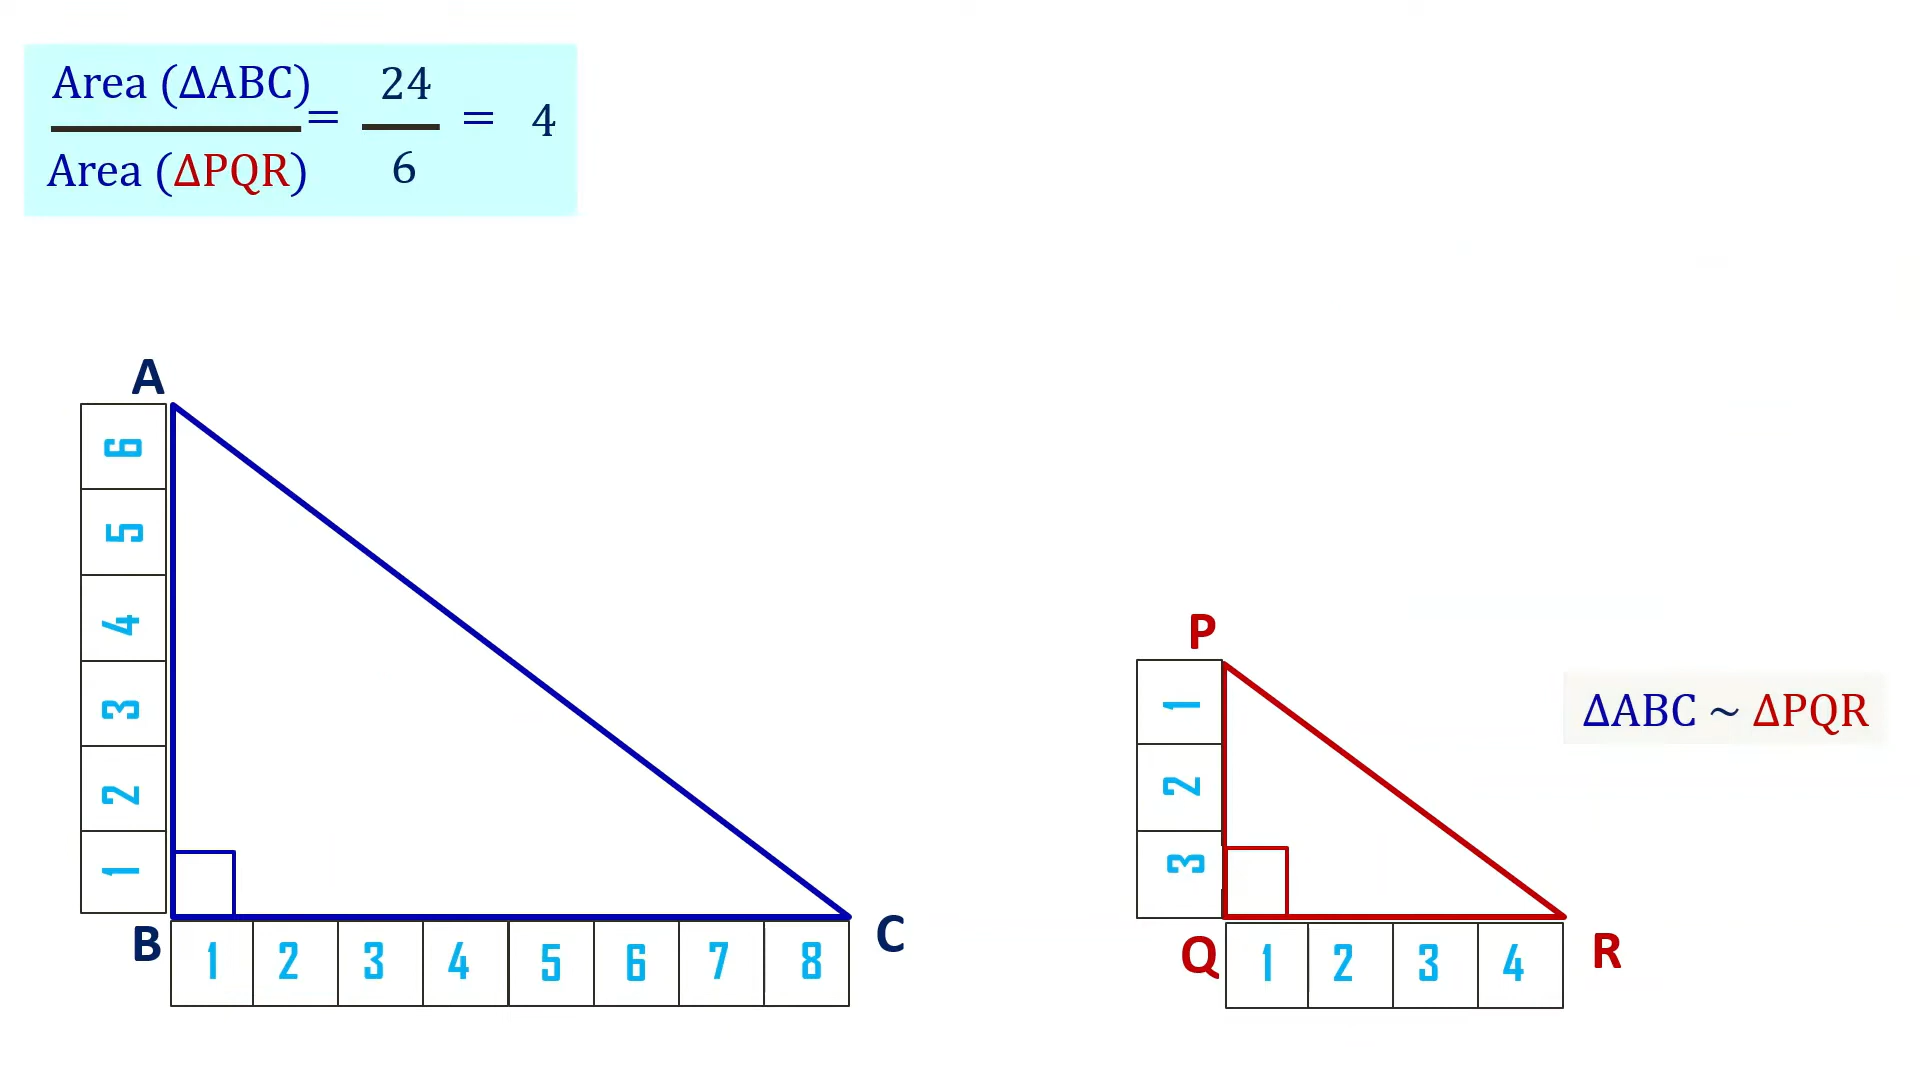 Area (ΔABC)
Area (ΔPQR)
=
24
6
= 4
A
6
5
4
3
2
1
B
1 2 3 4 5 6 7 8
C
P
1
2
3
Q
1 2 3 4
R
ΔABC ~ ΔPQR